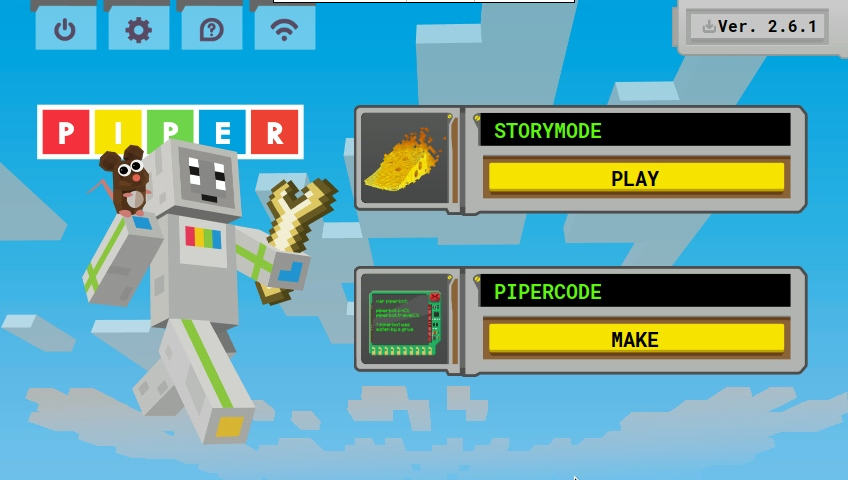 Ver. 2.6.1
PIPER
STORYMODE
PLAY
PIPERCODE
MAKE